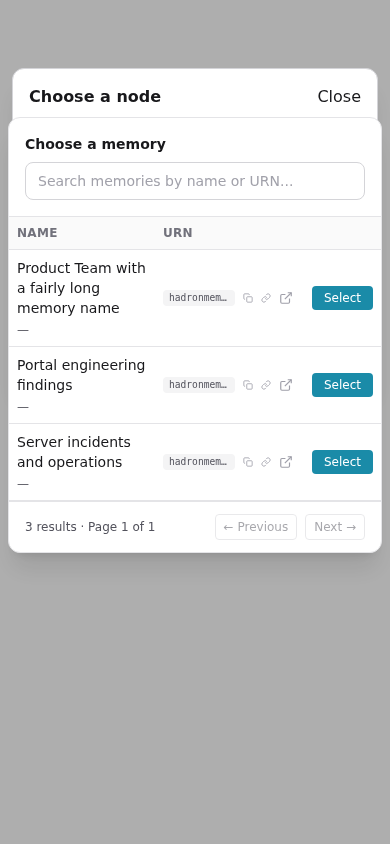 Choose a node Close
Choose a memory
Search memories by name or URN...
NAME URN
Product Team with
a fairly long
memory name
hadronmem… Select
—
Portal engineering
findings
hadronmem… Select
—
Server incidents
and operations
hadronmem… Select
—
3 results · Page 1 of 1 ← Previous Next →